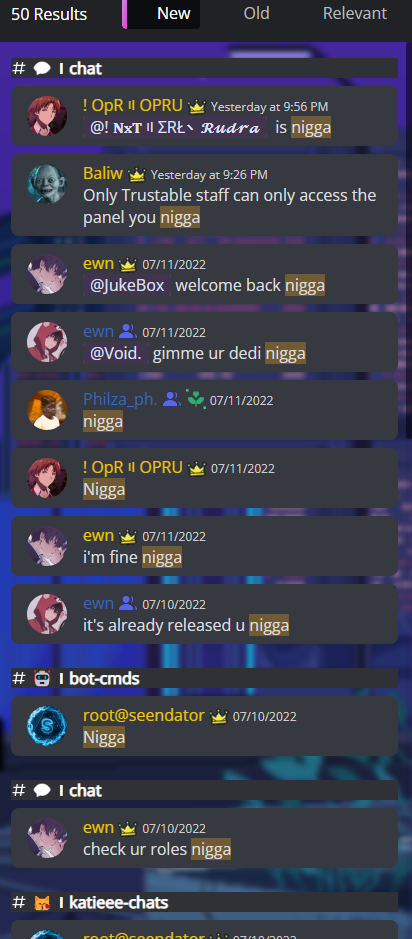 50 Results New Old Relevant
# I chat
! OpR ॥ OPRU Yesterday at 9:56 PM
@! 𝐍𝐱𝐓 ॥ ΣRŁ丶 𝓡𝓾𝓭𝓻𝓪 is nigga
Baliw Yesterday at 9:26 PM
Only Trustable staff can only access the
panel you nigga
ewn 07/11/2022
@JukeBox welcome back nigga
ewn 07/11/2022
@Void. gimme ur dedi nigga
Philza_ph. 07/11/2022
nigga
! OpR ॥ OPRU 07/11/2022
Nigga
ewn 07/11/2022
i'm fine nigga
ewn 07/10/2022
it's already released u nigga
# I bot-cmds
root@seendator 07/10/2022
Nigga
# I chat
ewn 07/10/2022
check ur roles nigga
# I katieee-chats
root@seendator 07/10/2022